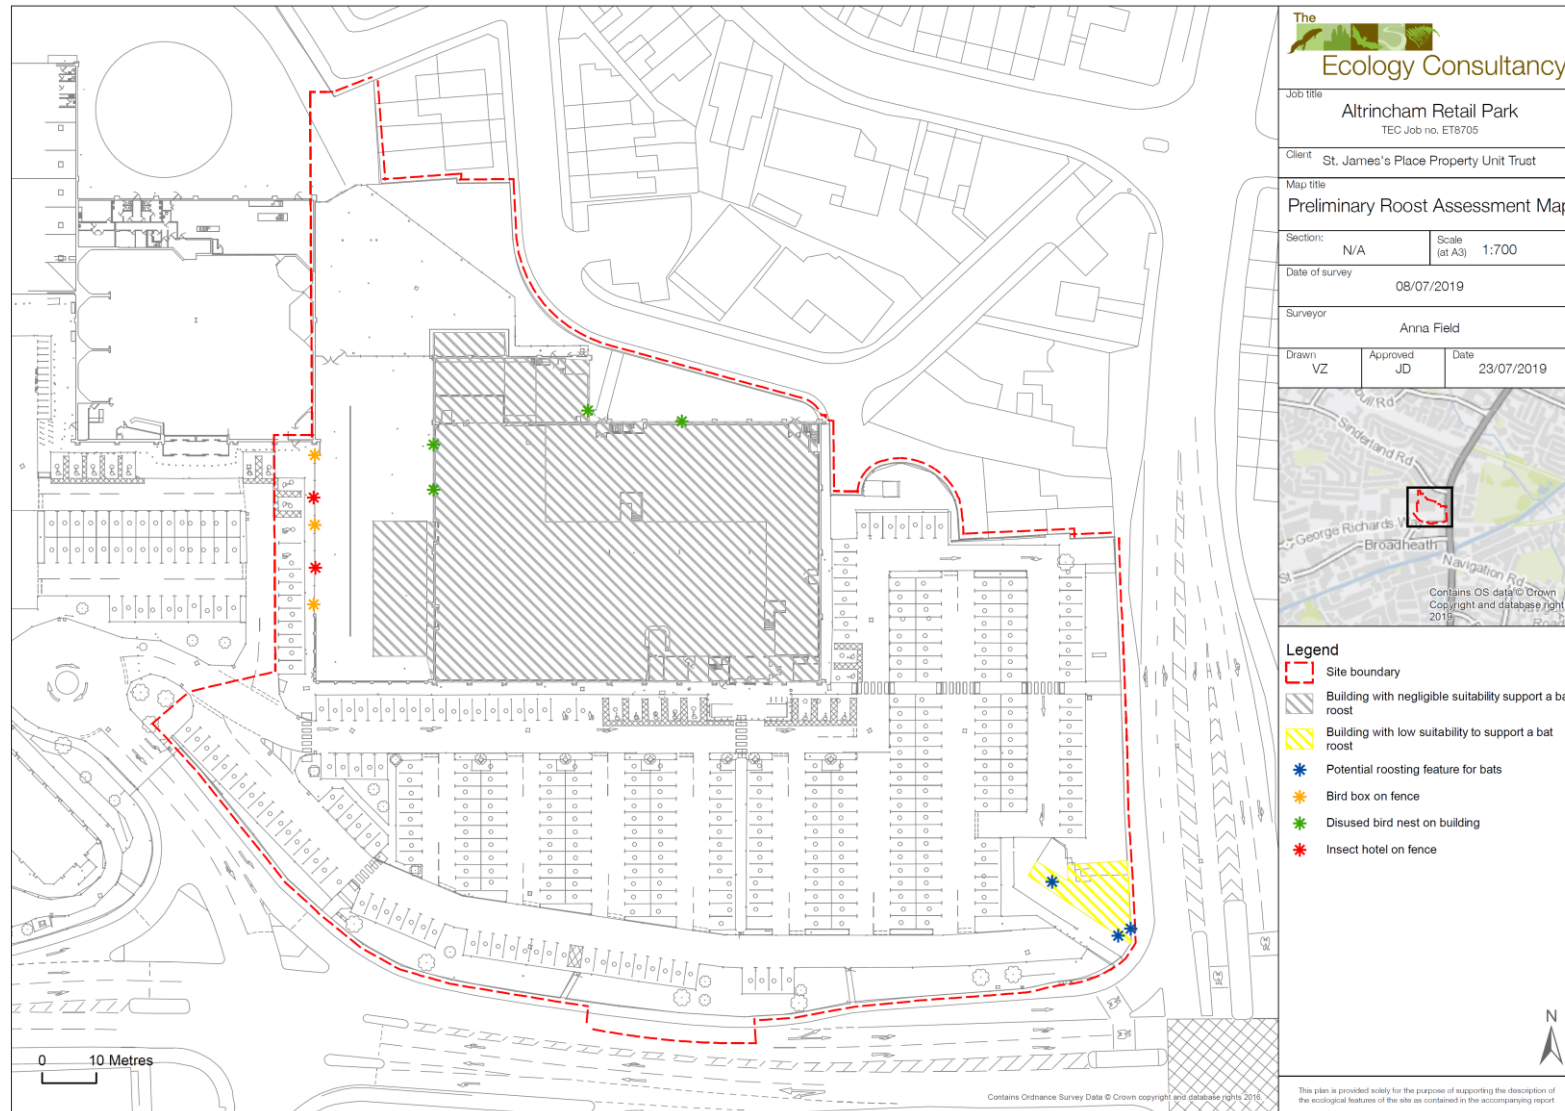 The
Ecology Consultancy
Job title
Altrincham Retail Park
TEC Job no. ET8705
Client
St. James's Place Property Unit Trust
Map title
Preliminary Roost Assessment Map
Section:
N/A
Scale
(at A3)
1:700
Date of survey
08/07/2019
Surveyor
Anna Field
Drawn
VZ
Approved
JD
Date
23/07/2019
Sinderland Rd
George Richards W
Broadheath
Navigation Rd
St
Contains OS data © Crown
Copyright and database right
2019
Legend
Site boundary
Building with negligible suitability support a ba
roost
Building with low suitability to support a bat
roost
Potential roosting feature for bats
Bird box on fence
Disused bird nest on building
Insect hotel on fence
N
0 10 Metres
Contains Ordnance Survey Data © Crown copyright and database rights 2016.
This plan is provided solely for the purpose of supporting the description of
the ecological features of the site as contained in the accompanying report